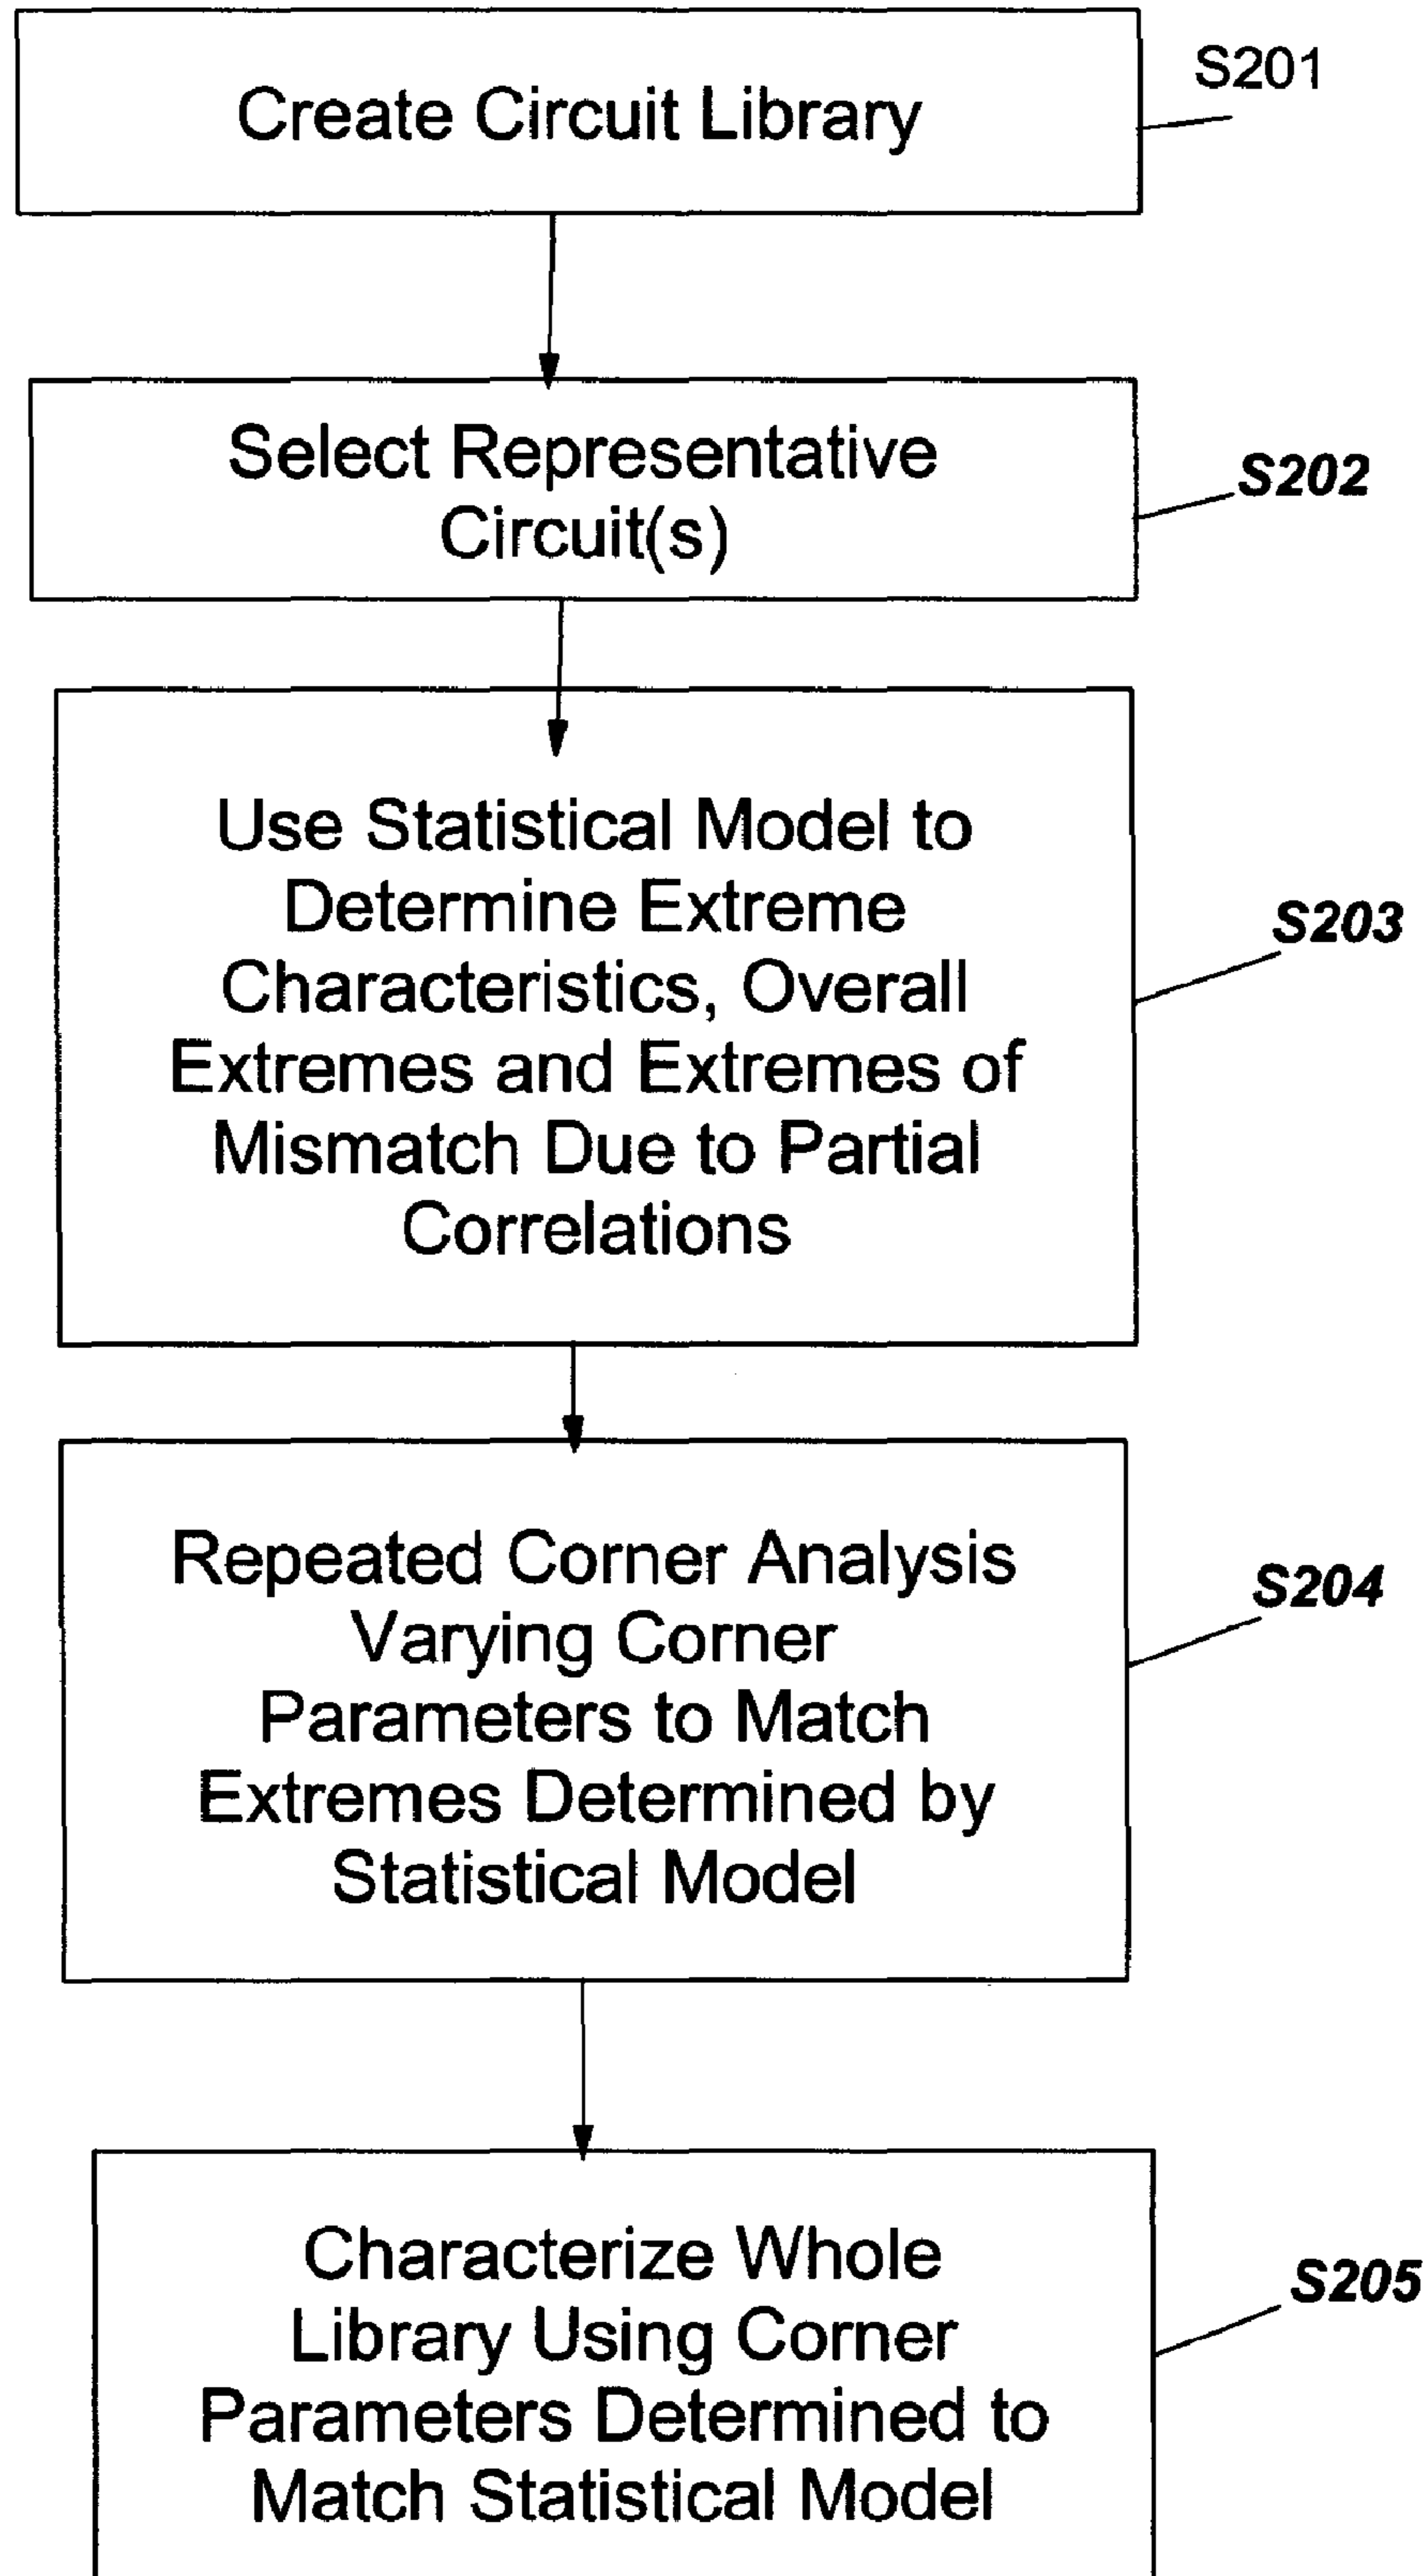 Create Circuit Library
S201
Select Representative
Circuit(s)
S202
Use Statistical Model to
Determine Extreme
Characteristics, Overall
Extremes and Extremes of
Mismatch Due to Partial
Correlations
S203
Repeated Corner Analysis
Varying Corner
Parameters to Match
Extremes Determined by
Statistical Model
S204
Characterize Whole
Library Using Corner
Parameters Determined to
Match Statistical Model
S205